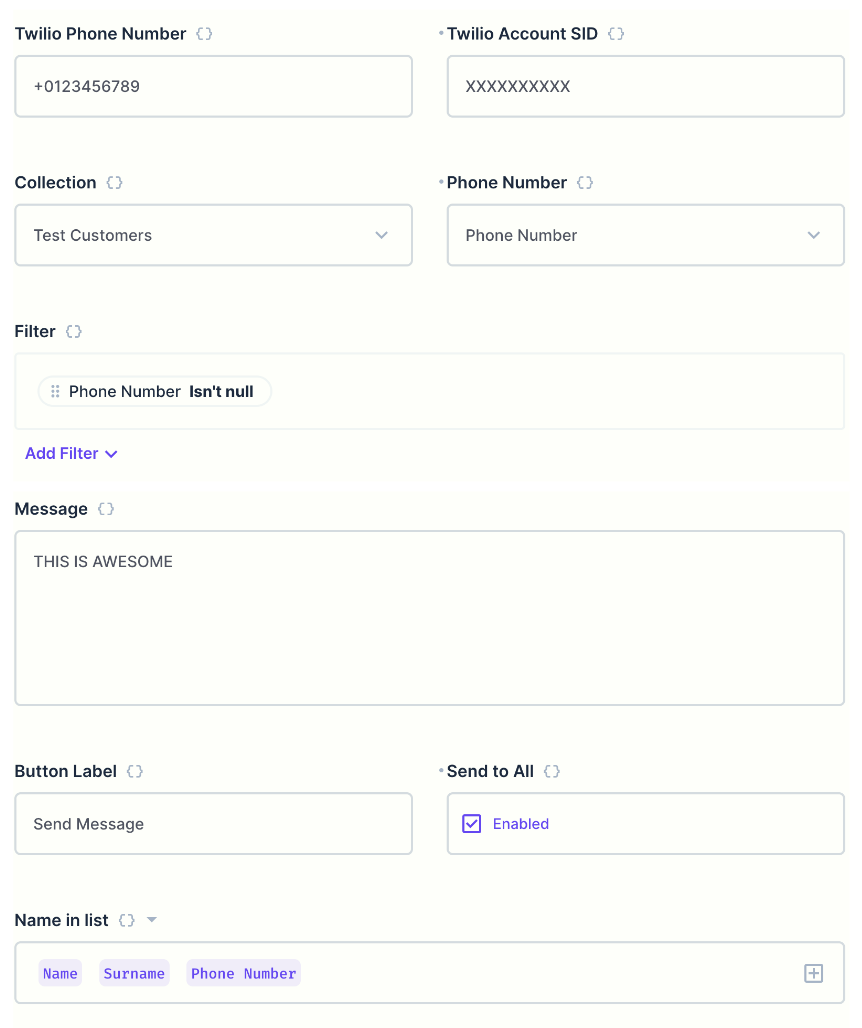 Twilio Phone Number {}
Twilio Account SID {}
+0123456789
XXXXXXXXXX
Collection {}
Phone Number {}
Test Customers
Phone Number
Filter {}
Phone Number Isn't null
Add Filter
Message {}
THIS IS AWESOME
Button Label {}
Send to All {}
Send Message
Enabled
Name in list {}
Name Surname Phone Number